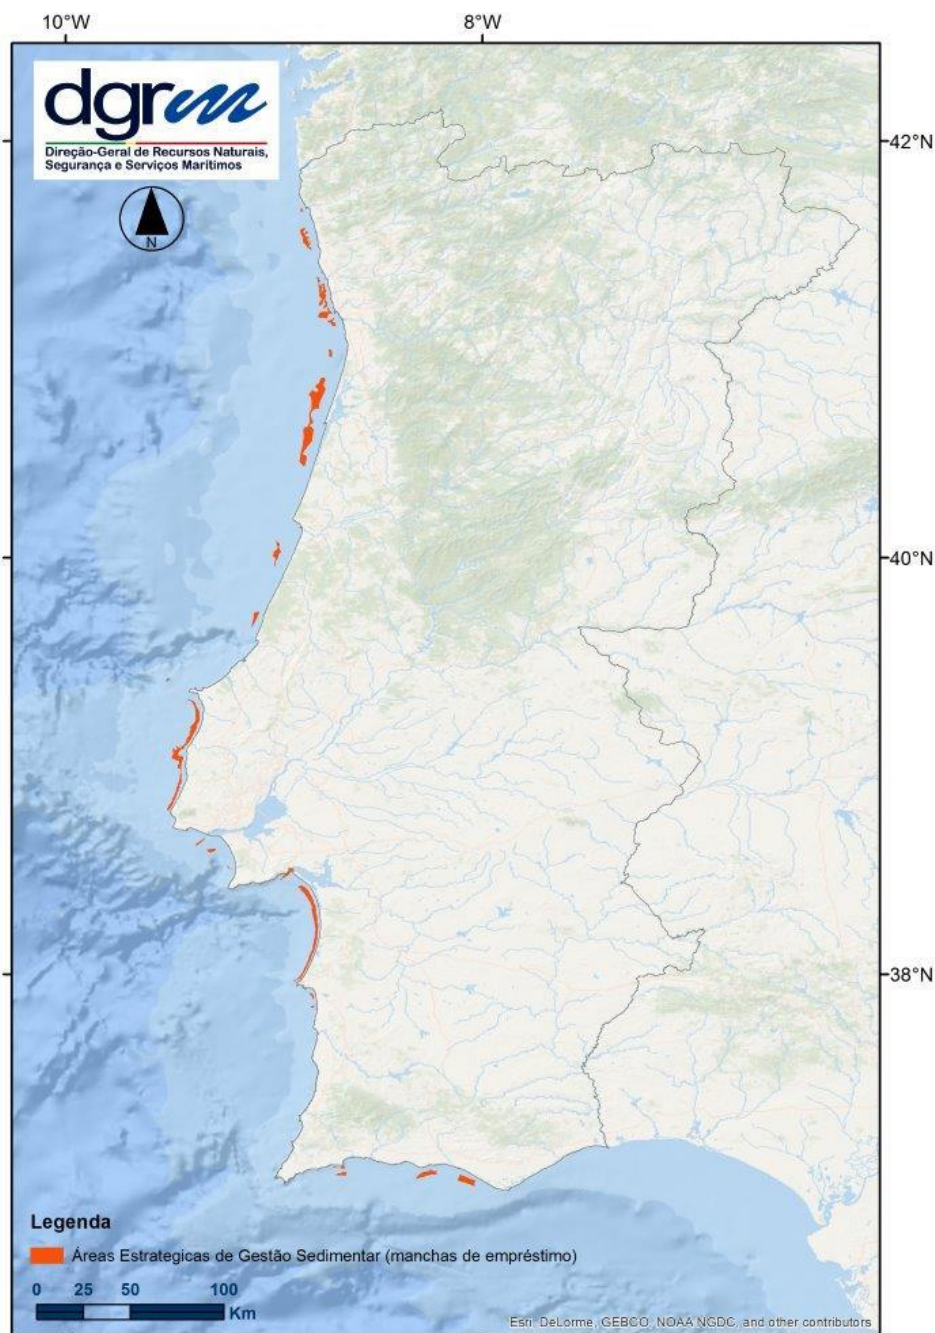 10°W
8°W
dgrm
Direção-Geral de Recursos Naturais,
Segurança e Serviços Marítimos
N
42°N
40°N
38°N
Legenda
Áreas Estrategicas de Gestão Sedimentar (manchas de empréstimo)
0 25 50 100
Km
Esri, DeLorme, GEBCO, NOAA NGDC, and other contributors